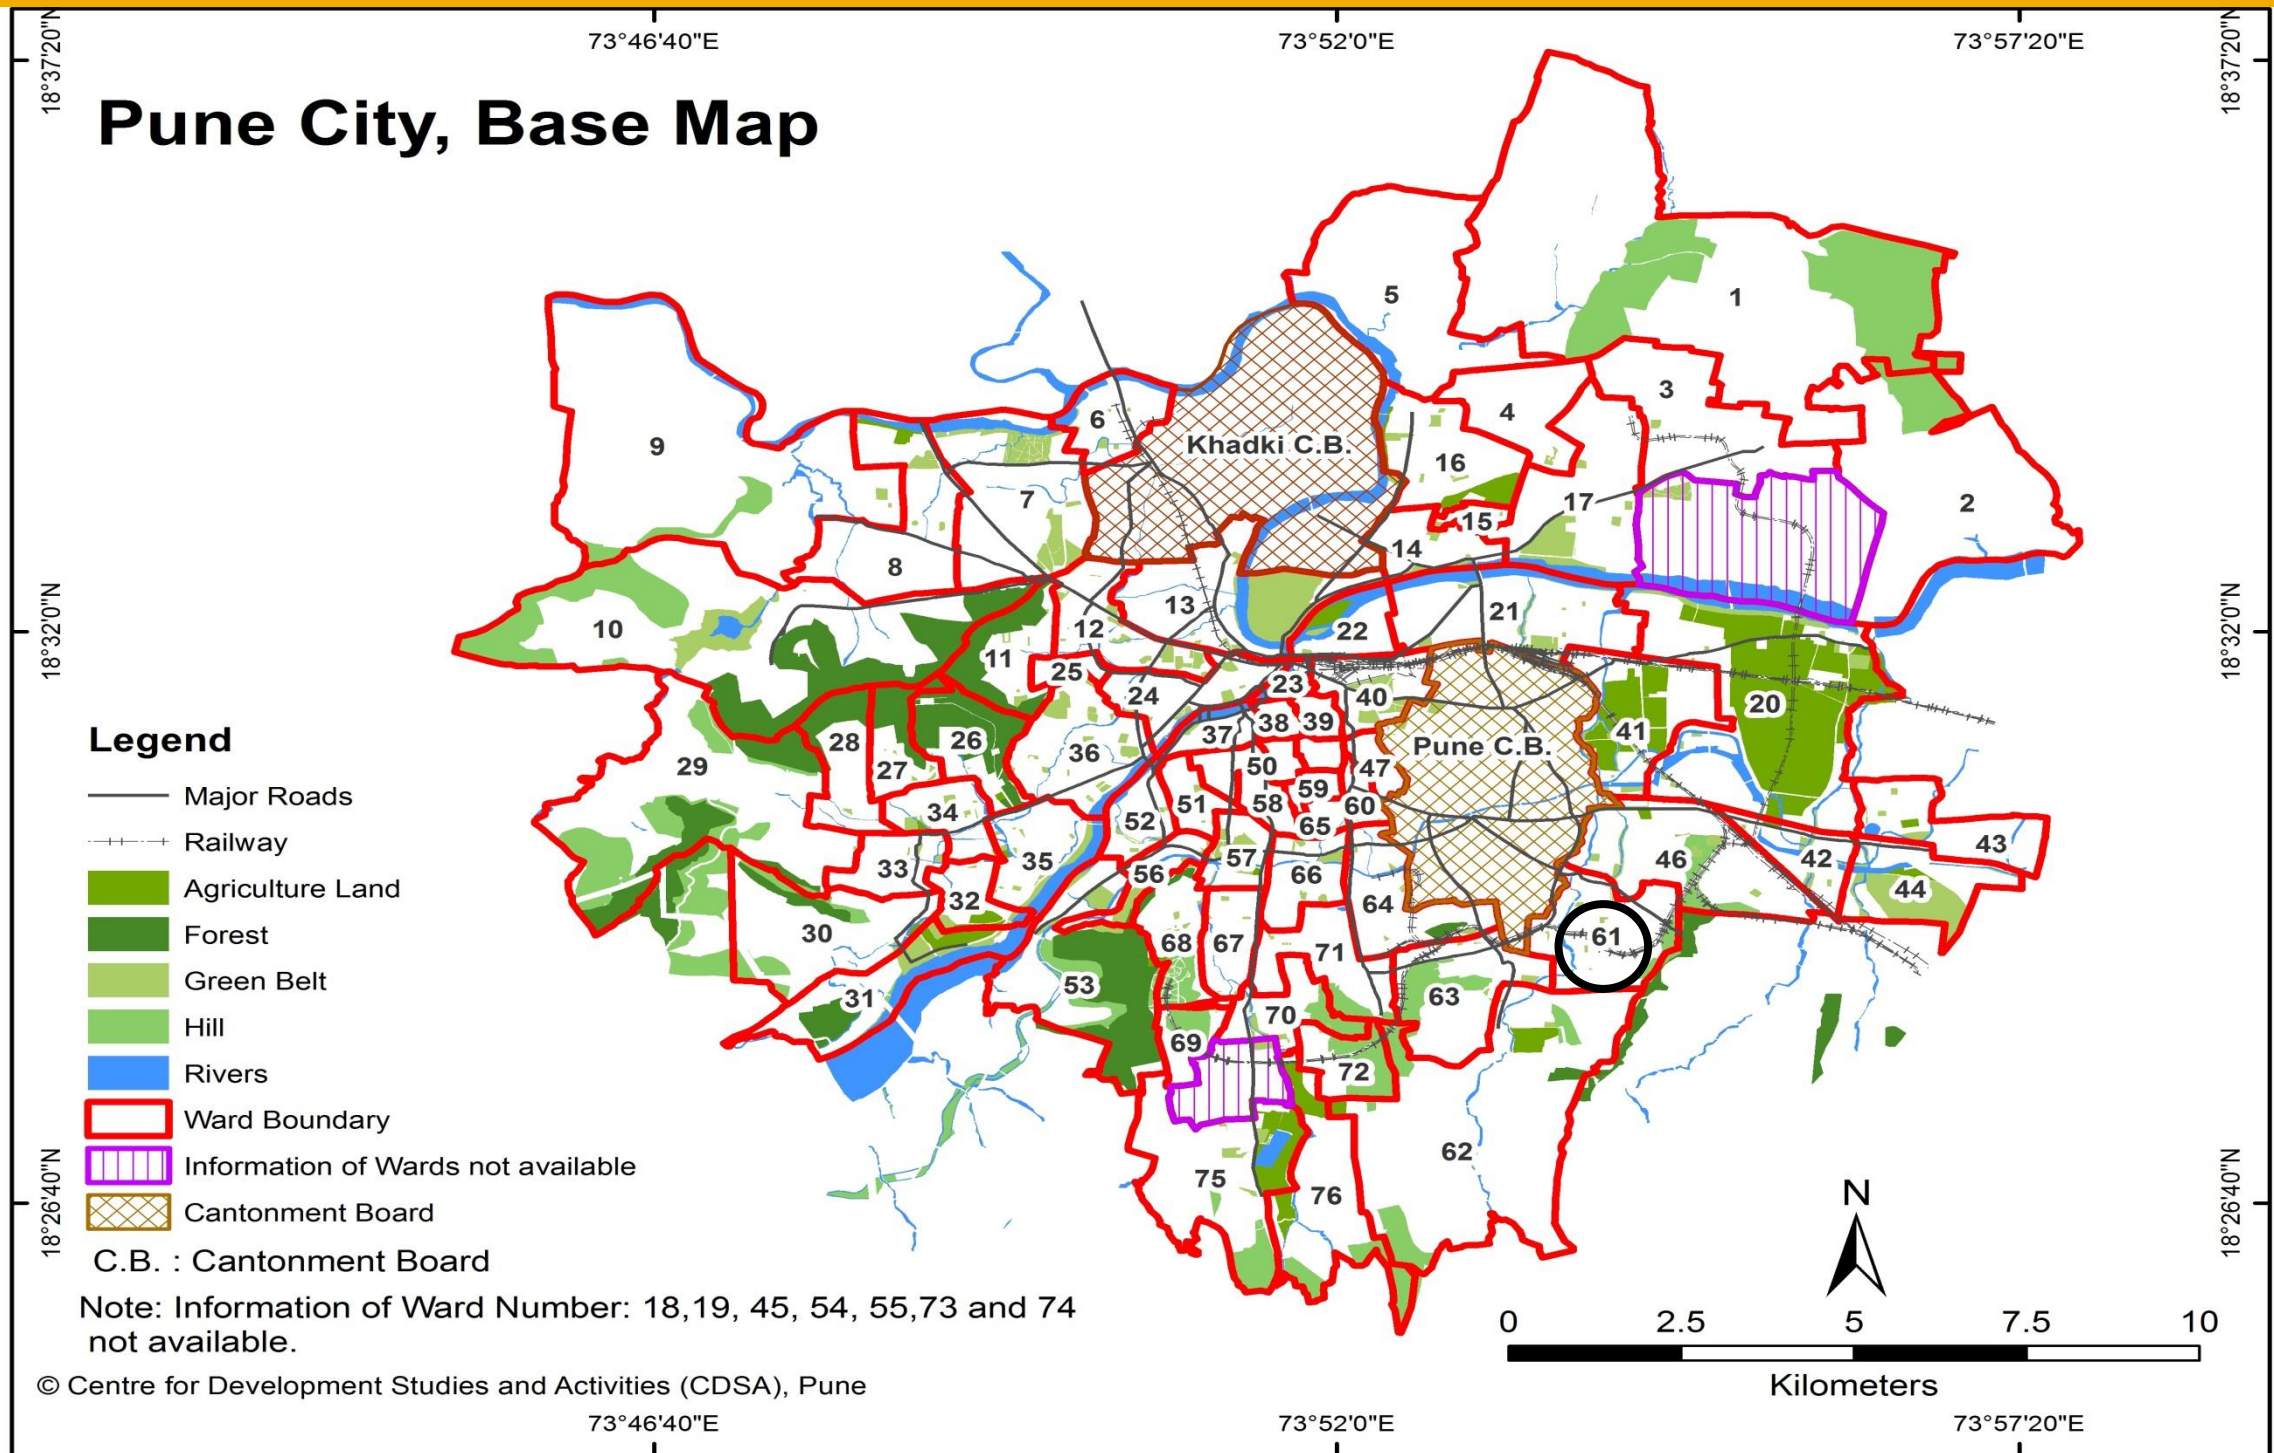 73°46'40"E
73°52'0"E
73°57'20"E
18°37'20"N
18°37'20"N
Pune City, Base Map
5
1
3
4
6
9
Khadki C.B.
16
7
17
2
15
14
8
13
21
10
12
22
11
25
23
24
40
20
38
39
37
41
28
26
Pune C.B.
36
29
27
50
47
59
51
58
60
34
52
65
43
57
46
42
35
33
56
66
44
32
64
30
61
68
67
71
53
63
31
70
69
72
62
75
76
18°32'0"N
18°32'0"N
Legend
Major Roads
Railway
Agriculture Land
Forest
Green Belt
Hill
Rivers
Ward Boundary
Information of Wards not available
Cantonment Board
C.B. : Cantonment Board
Note: Information of Ward Number: 18,19, 45, 54, 55,73 and 74
not available.
© Centre for Development Studies and Activities (CDSA), Pune
18°26'40"N
18°26'40"N
N
0 2.5 5 7.5 10
Kilometers
73°46'40"E
73°52'0"E
73°57'20"E